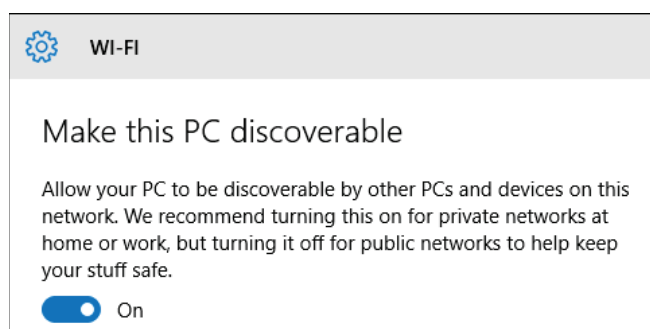 WI-FI
Make this PC discoverable
Allow your PC to be discoverable by other PCs and devices on this
network. We recommend turning this on for private networks at
home or work, but turning it off for public networks to help keep
your stuff safe.
On